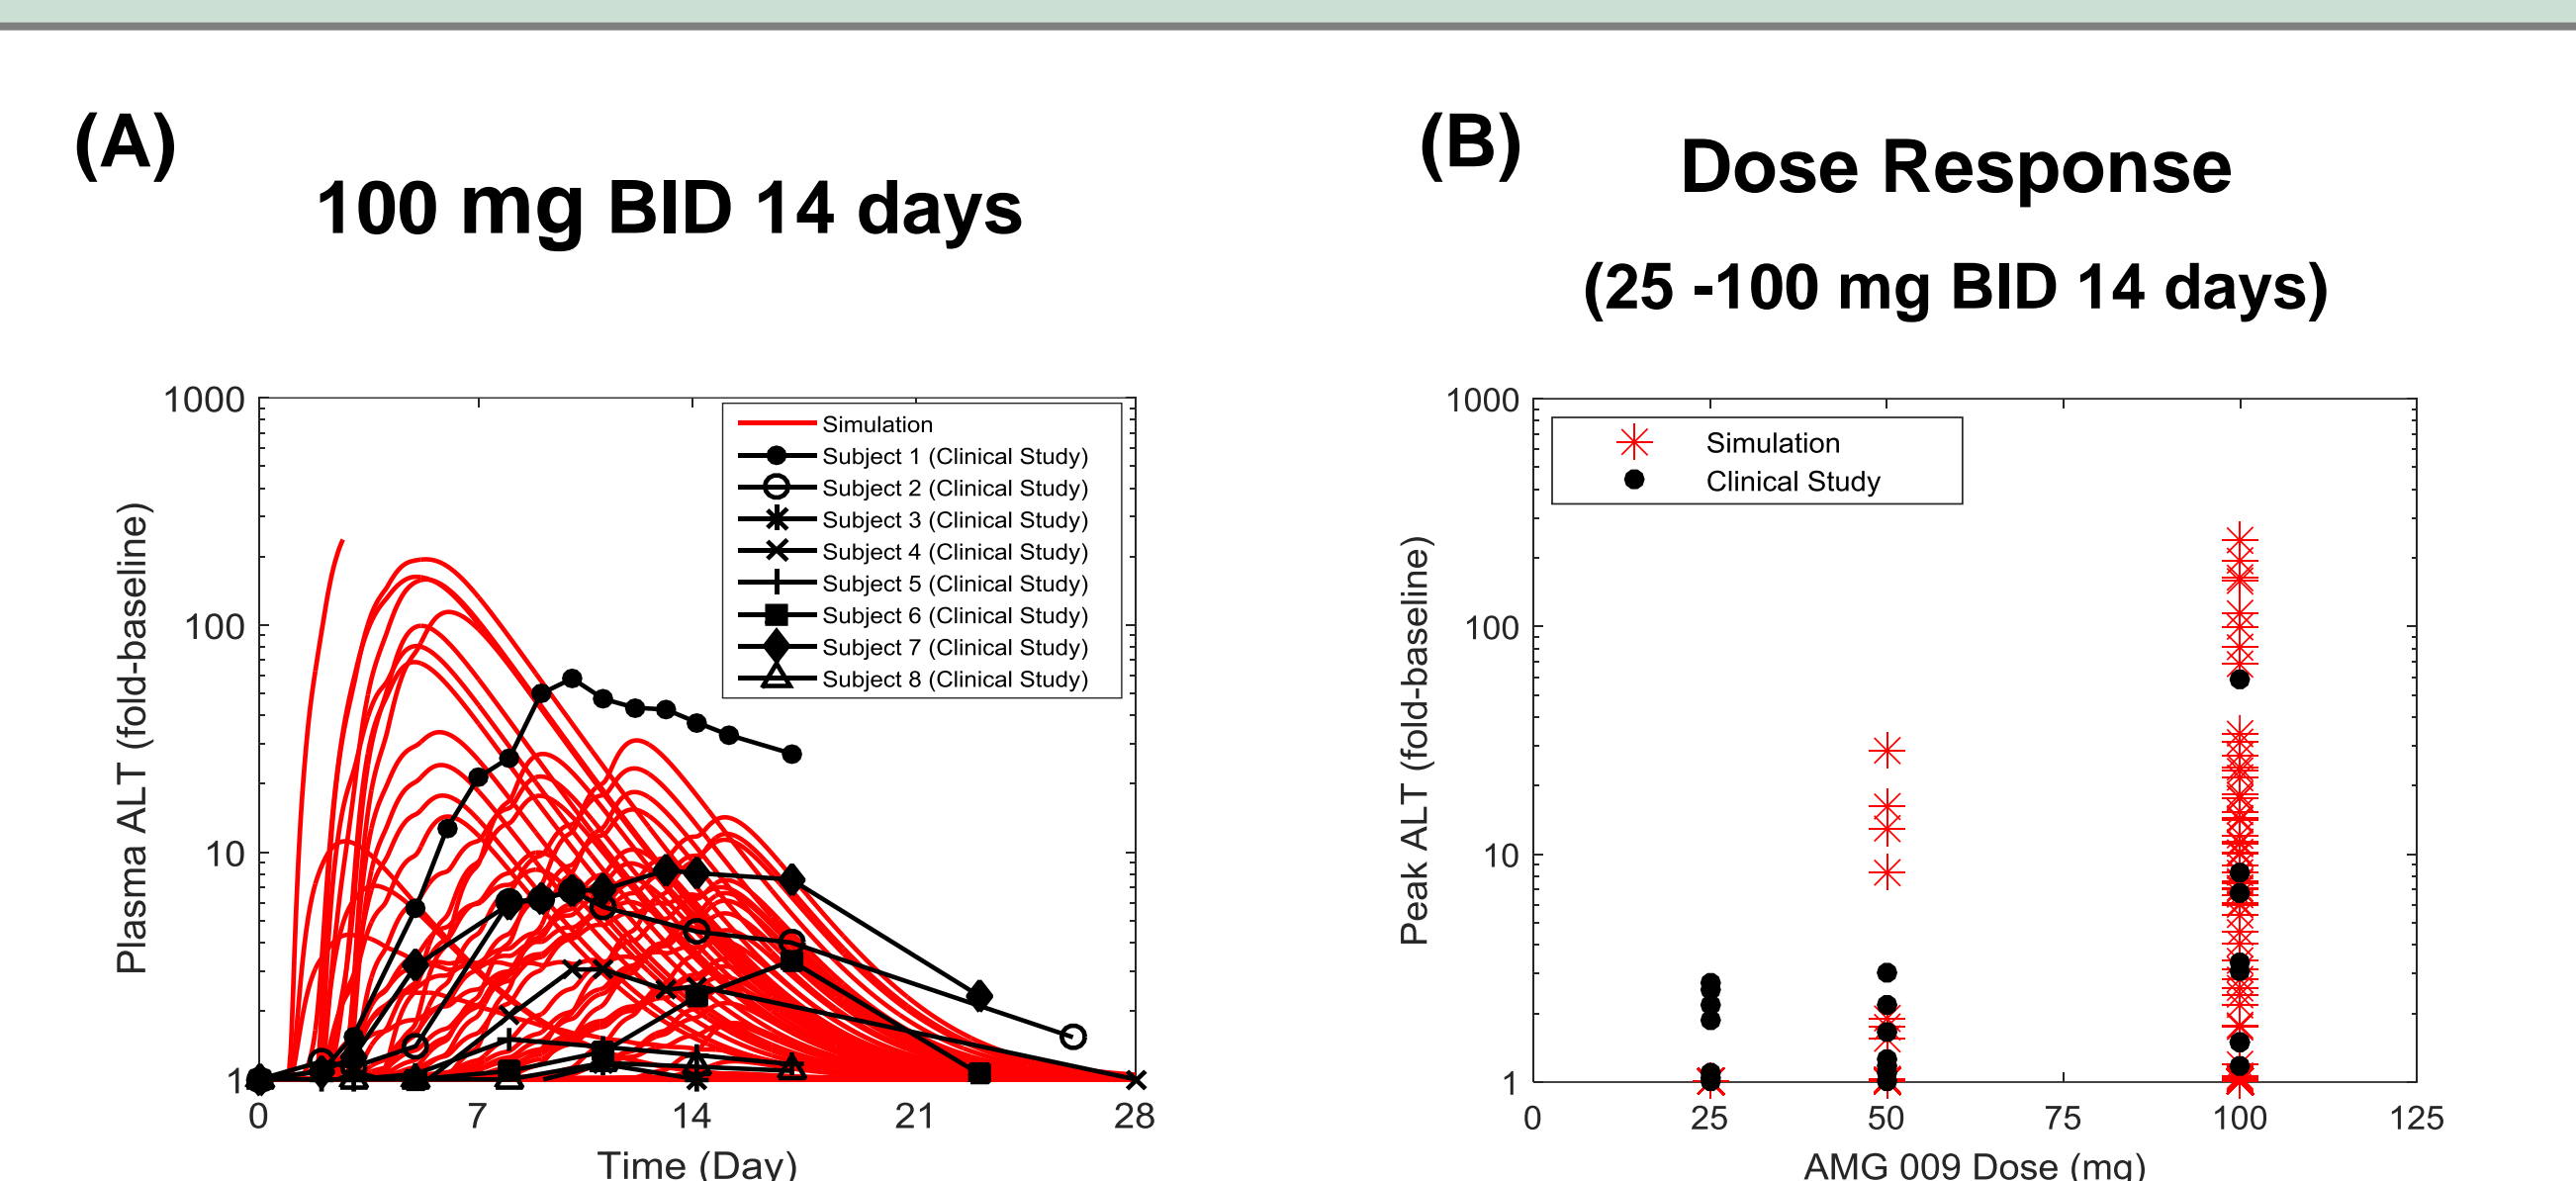 (A)
100 mg BID 14 days
1000
100
10
1
0
7
14
21
28
Plasma ALT (fold-baseline)
Time (Day)
Simulation
Subject 1 (Clinical Study)
Subject 2 (Clinical Study)
Subject 3 (Clinical Study)
Subject 4 (Clinical Study)
Subject 5 (Clinical Study)
Subject 6 (Clinical Study)
Subject 7 (Clinical Study)
Subject 8 (Clinical Study)
(B)
Dose Response
(25 -100 mg BID 14 days)
1000
100
10
1
0
25
50
75
100
125
Peak ALT (fold-baseline)
AMG 009 Dose (mg)
Simulation
Clinical Study